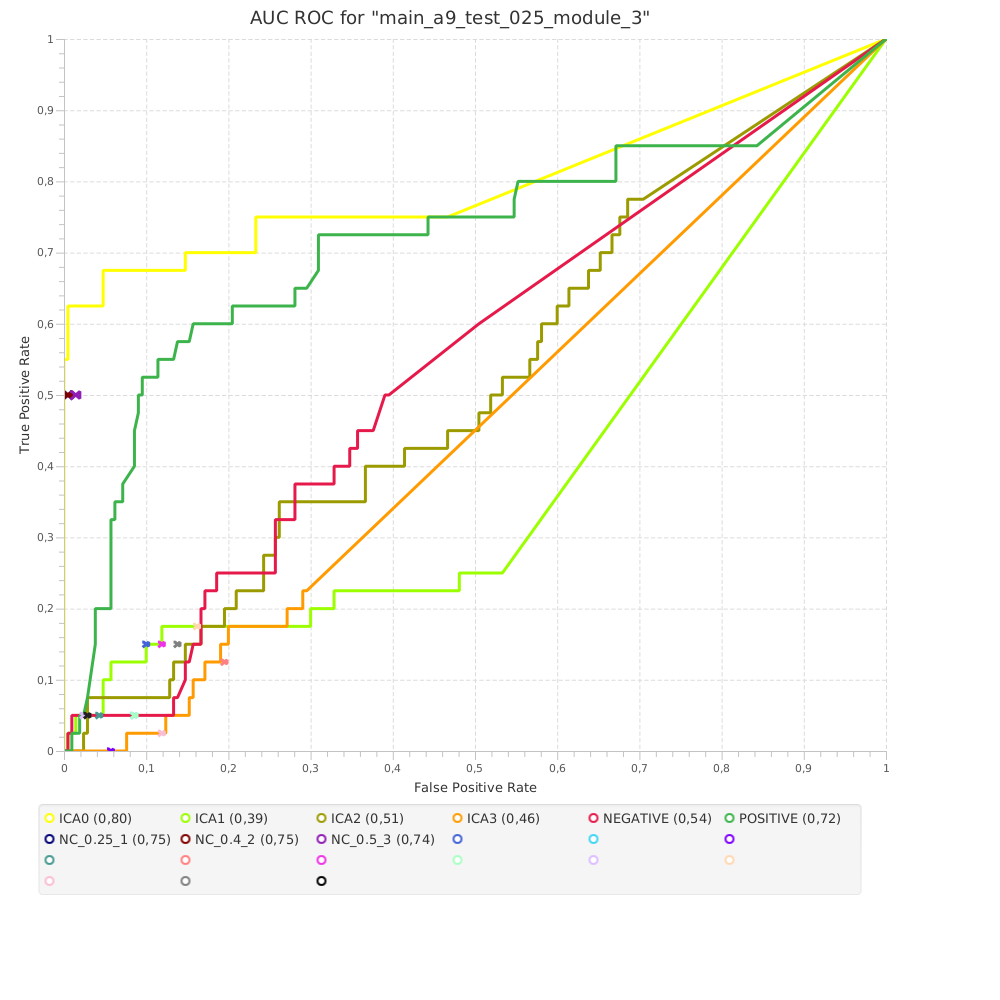 AUC ROC for "main_a9_test_025_module_3"
1
0,9
0,8
0,7
0,6
0,5
0,4
0,3
0,2
0,1
0
True Positive Rate
0 0,1 0,2 0,3 0,4 0,5 0,6 0,7 0,8 0,9 1
False Positive Rate
ICA0 (0,80) ICA1 (0,39) ICA2 (0,51) ICA3 (0,46) NEGATIVE (0,54) POSITIVE (0,72)
NC_0.25_1 (0,75) NC_0.4_2 (0,75) NC_0.5_3 (0,74)